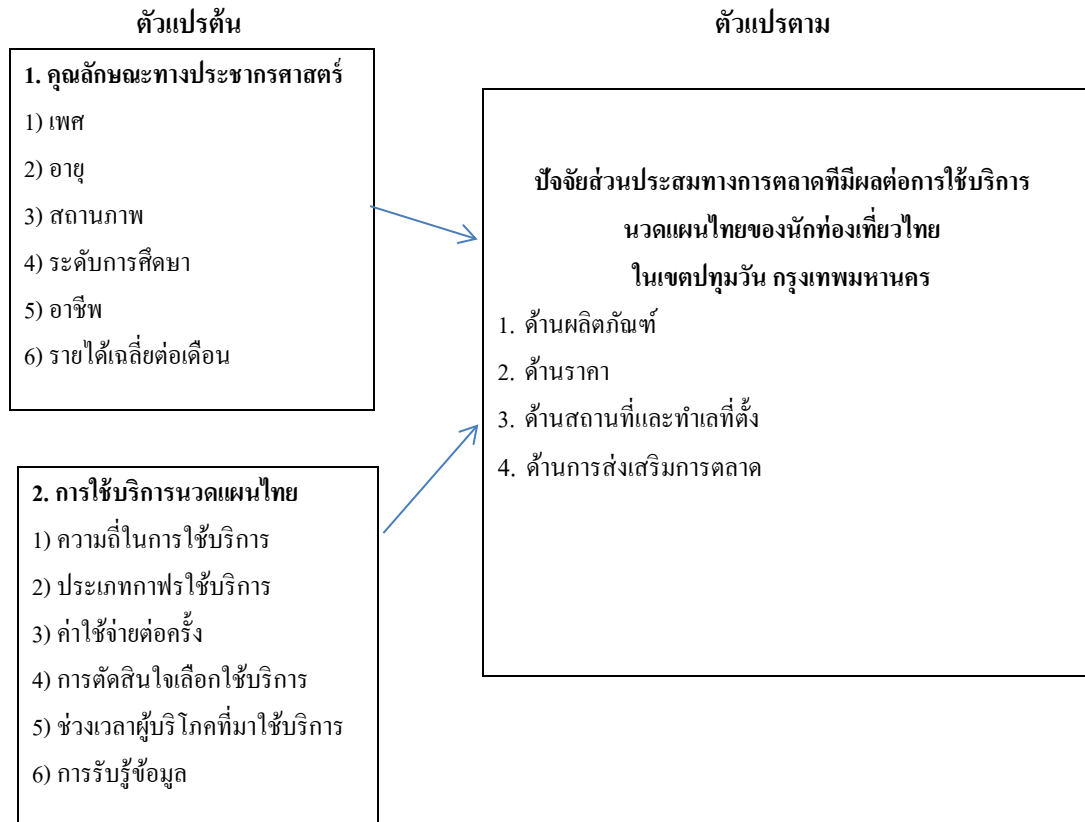 ตัวแปรต้น
ตัวแปรตาม
1. คุณลักษณะทางประชากรศาสตร์
1) เพศ
2) อายุ
3) สถานภาพ
4) ระดับการศึดษา
5) อาชีพ
6) รายได้เฉลี่ยต่อเดือน
2. การใช้บริการนวดแผนไทย
1) ความถี่ในการใช้บริการ
2) ประเภทกาฟรใช้บริการ
3) ค่าใช้จ่ายต่อครั้ง
4) การตัดสินใจเลือกใช้บริการ
5) ช่วงเวลาผู้บริโภคที่มาใช้บริการ
6) การรับรู้ข้อมูล
ปัจจัยส่วนประสมทางการตลาดที่มีผลต่อการใช้บริการ
นวดแผนไทยของนักท่องเที่ยวไทย
ในเขตปทุมวัน กรุงเทพมหานคร
1. ด้านผลิตภัณฑ์
2. ด้านราคา
3. ด้านสถานที่และทำเลที่ตั้ง
4. ด้านการส่งเสริมการตลาด